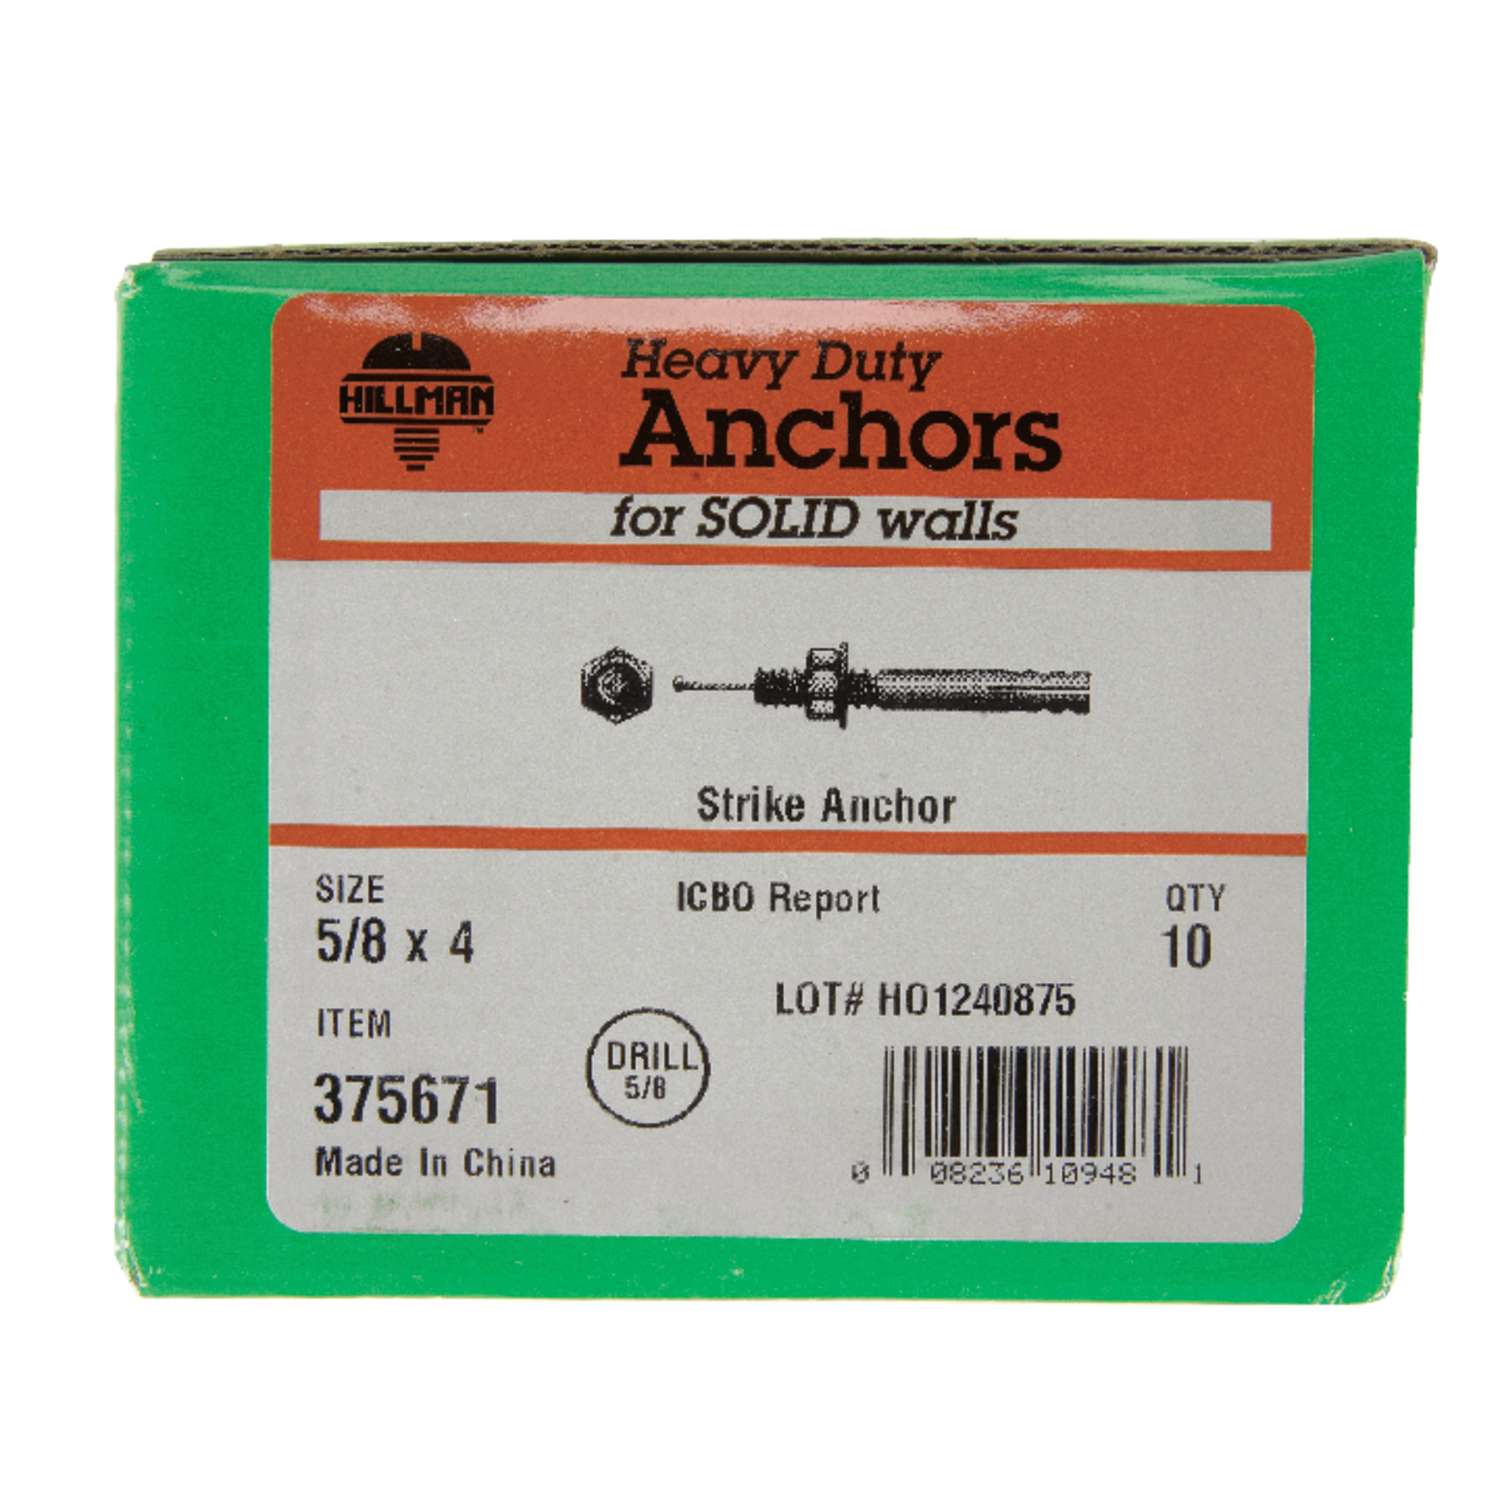 HILLMAN
TM
Heavy Duty
Anchors
for SOLID walls
Strike Anchor
SIZE
5/8 x 4
ICBO Report
QTY
10
LOT# HO1240875
ITEM
375671
DRILL
5/8
Made In China
0 08236 10948 1